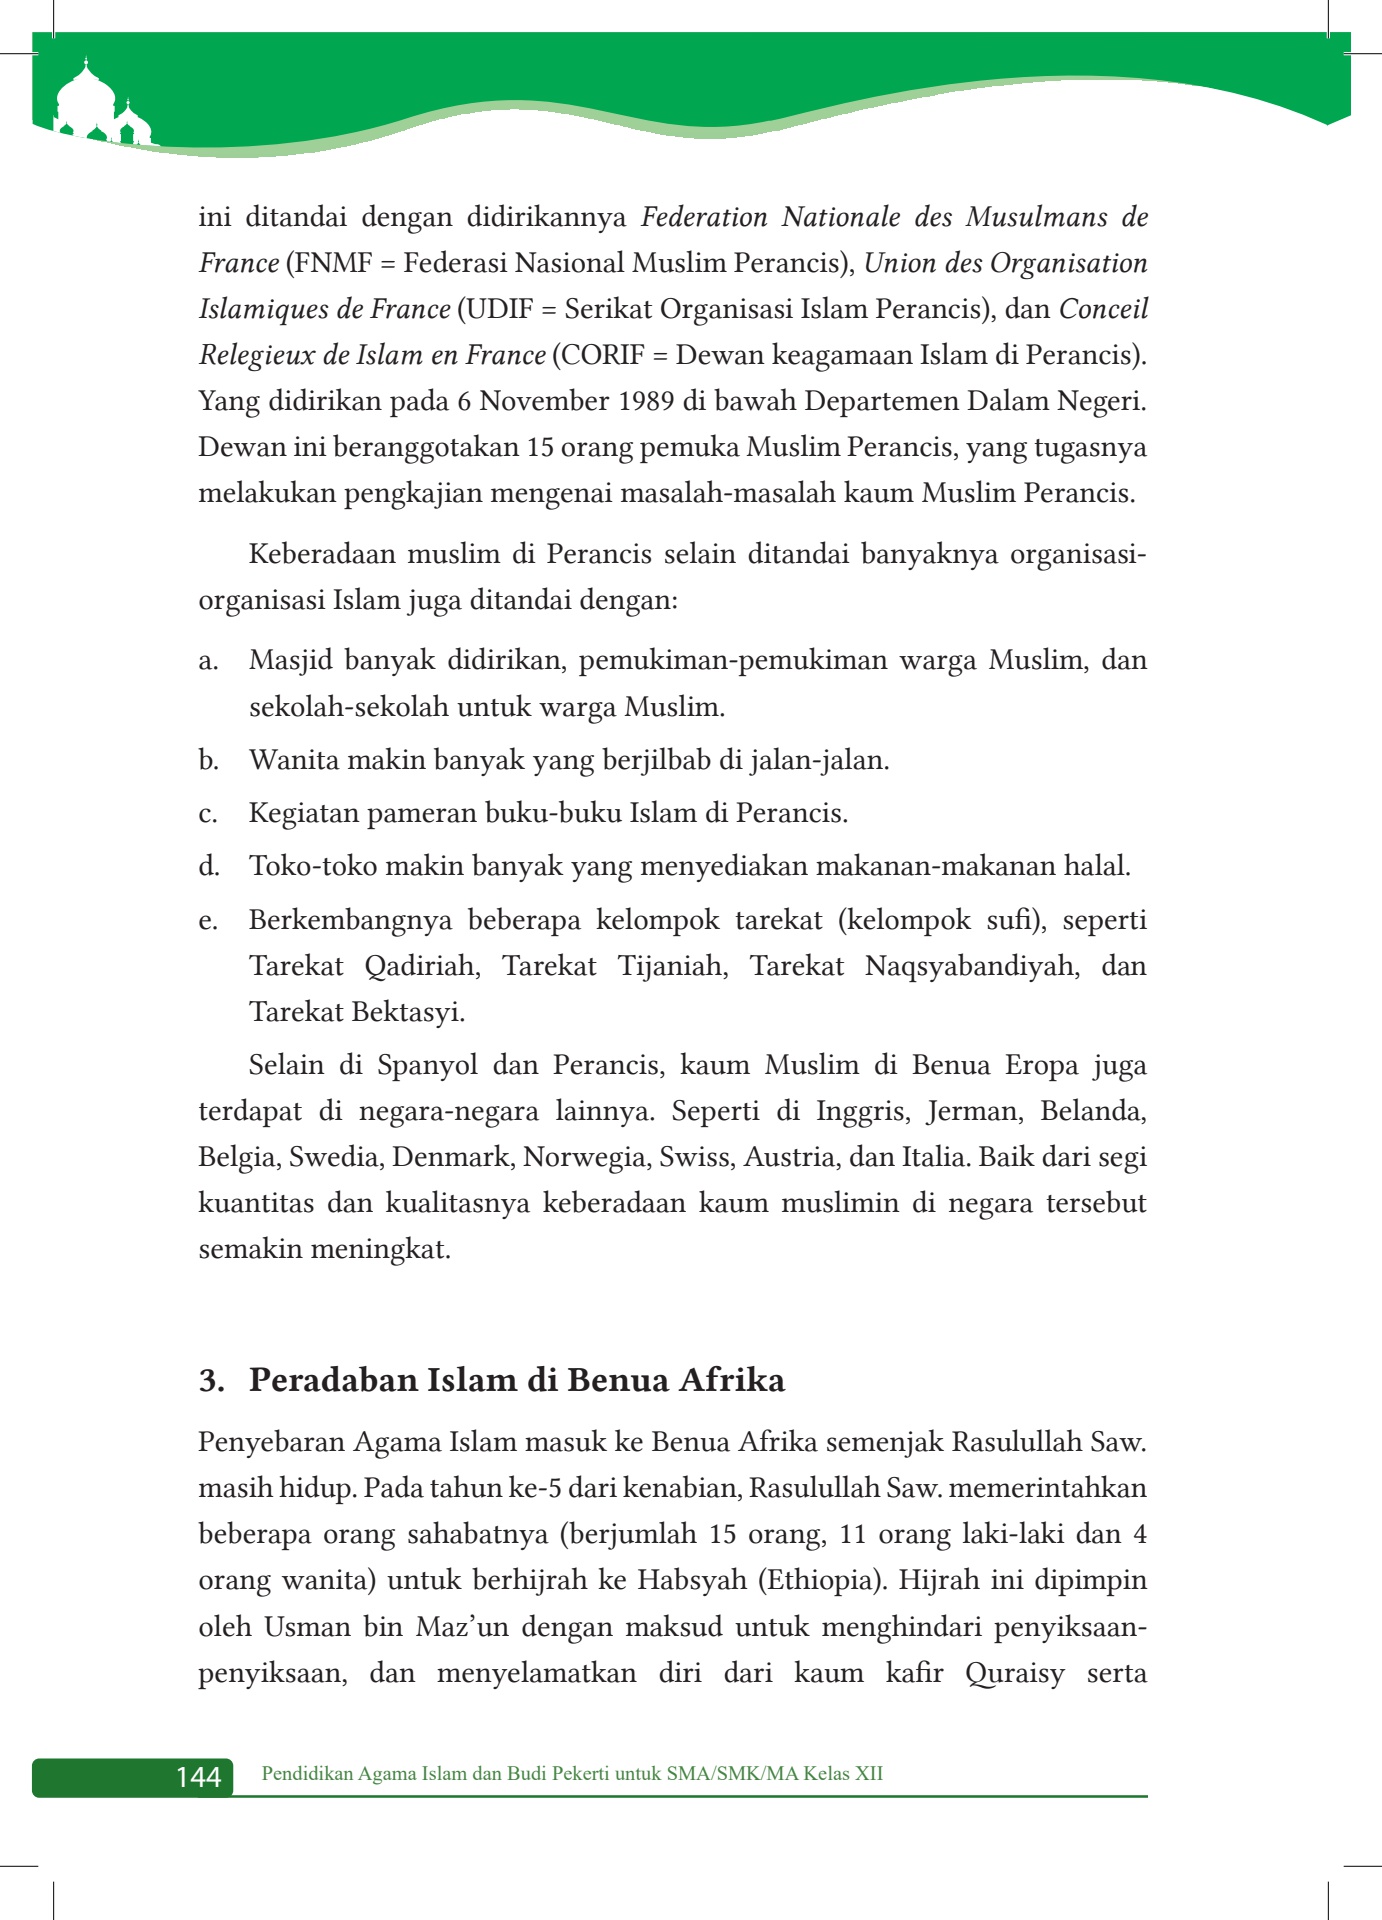 ini ditandai dengan didirikannya Federation Nationale des Musulmans de
France (FNMF = Federasi Nasional Muslim Perancis), Union des Organisation
Islamiques de France (UDIF = Serikat Organisasi Islam Perancis), dan Conceil
Relegieux de Islam en France (CORIF = Dewan keagamaan Islam di Perancis).
Yang didirikan pada 6 November 1989 di bawah Departemen Dalam Negeri.
Dewan ini beranggotakan 15 orang pemuka Muslim Perancis, yang tugasnya
melakukan pengkajian mengenai masalah-masalah kaum Muslim Perancis.
Keberadaan muslim di Perancis selain ditandai banyaknya organisasi-
organisasi Islam juga ditandai dengan:
a. Masjid banyak didirikan, pemukiman-pemukiman warga Muslim, dan
sekolah-sekolah untuk warga Muslim.
b. Wanita makin banyak yang berjilbab di jalan-jalan.
c. Kegiatan pameran buku-buku Islam di Perancis.
d. Toko-toko makin banyak yang menyediakan makanan-makanan halal.
e. Berkembangnya beberapa kelompok tarekat (kelompok sufi), seperti
Tarekat Qadiriah, Tarekat Tijaniah, Tarekat Naqsyabandiyah, dan
Tarekat Bektasyi.
Selain di Spanyol dan Perancis, kaum Muslim di Benua Eropa juga
terdapat di negara-negara lainnya. Seperti di Inggris, Jerman, Belanda,
Belgia, Swedia, Denmark, Norwegia, Swiss, Austria, dan Italia. Baik dari segi
kuantitas dan kualitasnya keberadaan kaum muslimin di negara tersebut
semakin meningkat.
3. Peradaban Islam di Benua Afrika
Penyebaran Agama Islam masuk ke Benua Afrika semenjak Rasulullah Saw.
masih hidup. Pada tahun ke-5 dari kenabian, Rasulullah Saw. memerintahkan
beberapa orang sahabatnya (berjumlah 15 orang, 11 orang laki-laki dan 4
orang wanita) untuk berhijrah ke Habsyah (Ethiopia). Hijrah ini dipimpin
oleh Usman bin Maz’un dengan maksud untuk menghindari penyiksaan-
penyiksaan, dan menyelamatkan diri dari kaum kafir Quraisy serta
144 Pendidikan Agama Islam dan Budi Pekerti untuk SMA/SMK/MA Kelas XII